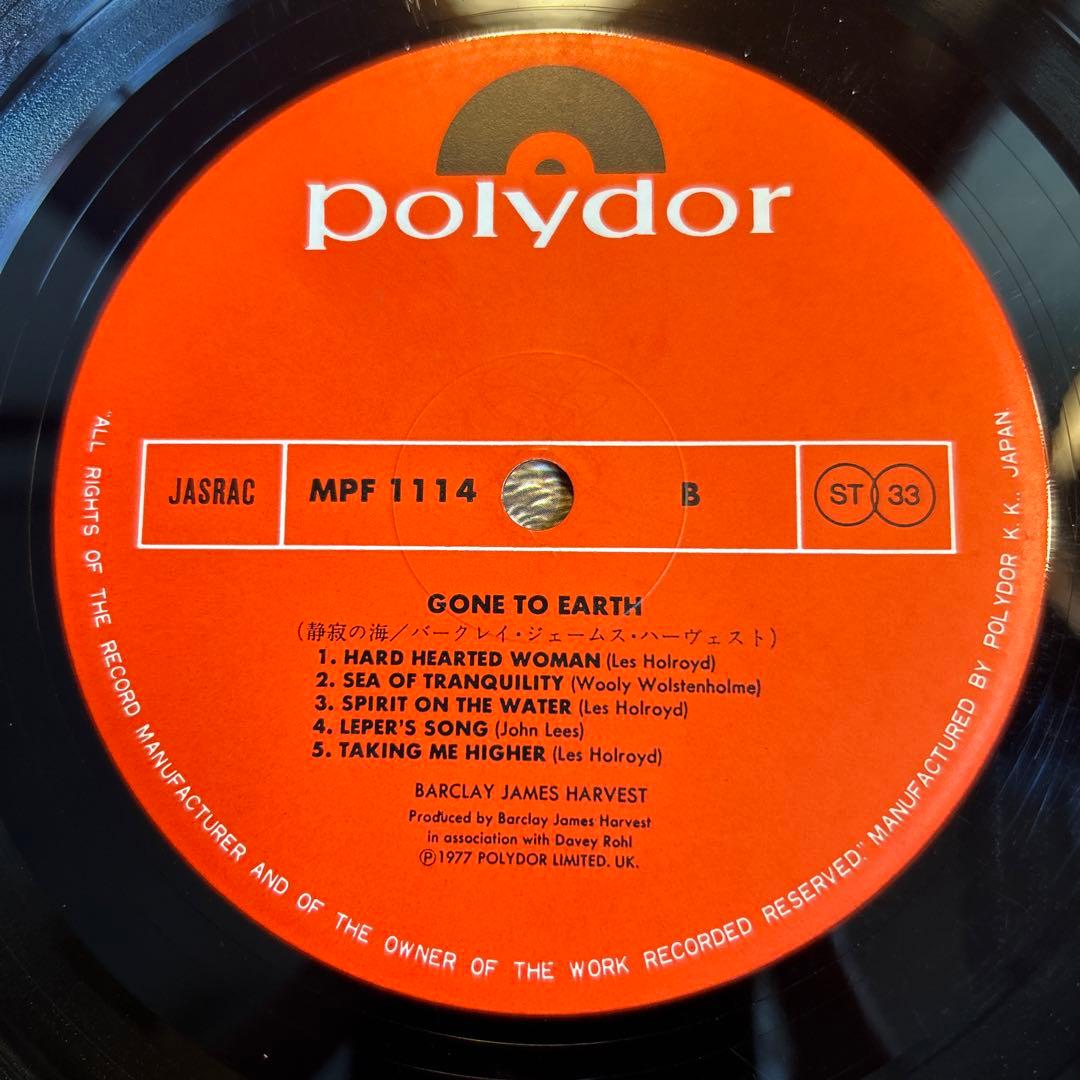 polydor
JASRAC
MPF 1114
B
ST 33
GONE TO EARTH
(静寂の海/バークレイ・ジェームス・ハーヴェスト)
1. HARD HEARTED WOMAN (Les Holroyd)
2. SEA OF TRANQUILITY (Wooly Wolstenholme)
3. SPIRIT ON THE WATER (Les Holroyd)
4. LEPER'S SONG (John Lees)
5. TAKING ME HIGHER (Les Holroyd)
BARCLAY JAMES HARVEST
Produced by Barclay James Harvest
in association with Davey Rohl
Ⓟ1977 POLYDOR LIMITED. UK.
"ALL RIGHTS OF THE RECORD MANUFACTURER AND OF THE OWNER OF THE WORK RECORDED RESERVED." MANUFACTURED BY POLYDOR K. K., JAPAN